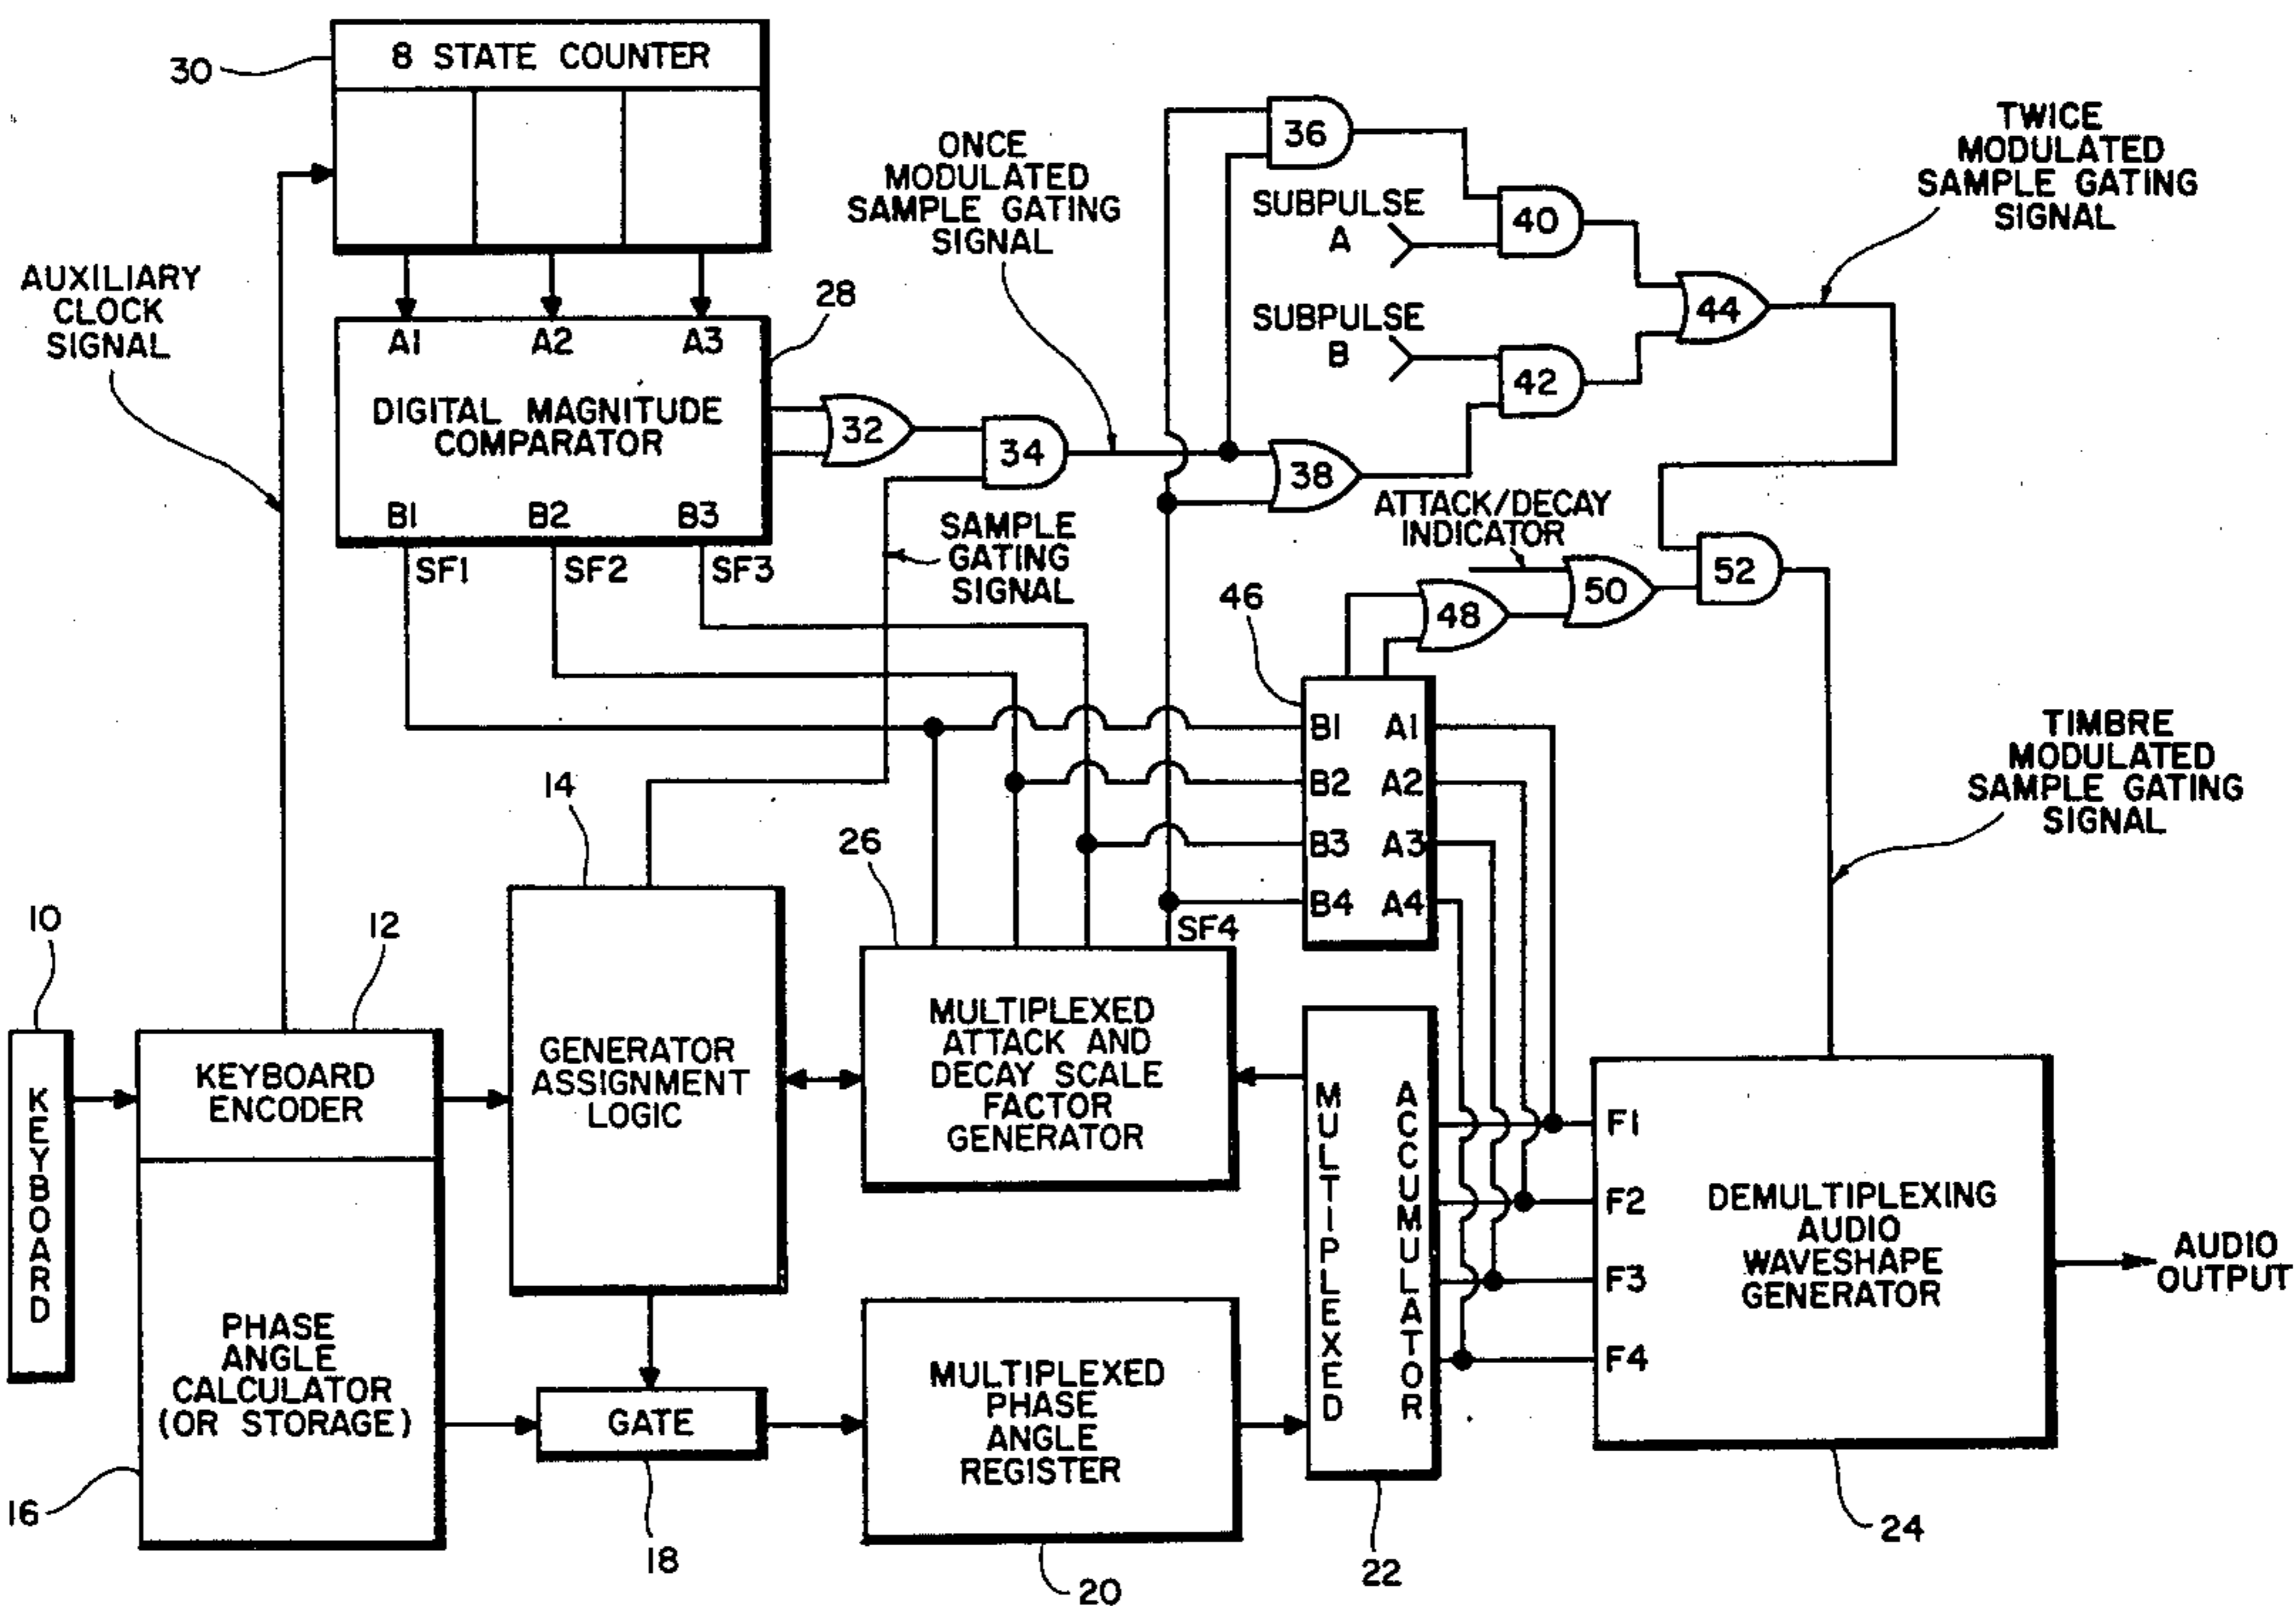 30
8 STATE COUNTER
AUXILIARY
CLOCK
SIGNAL
A1 A2 A3
28
DIGITAL MAGNITUDE
COMPARATOR
B1 B2 B3
SF1 SF2 SF3
32
34
ONCE
MODULATED
SAMPLE GATING
SIGNAL
SAMPLE
GATING
SIGNAL
36
38
SUBPULSE
A
SUBPULSE
B
40
42
44
TWICE
MODULATED
SAMPLE GATING
SIGNAL
ATTACK/DECAY
INDICATOR
48
50
52
46
B1 A1
B2 A2
B3 A3
B4 A4
SF4
TIMBRE
MODULATED
SAMPLE GATING
SIGNAL
10
KEYBOARD
12
KEYBOARD
ENCODER
14
GENERATOR
ASSIGNMENT
LOGIC
26
MULTIPLEXED
ATTACK AND
DECAY SCALE
FACTOR
GENERATOR
PHASE
ANGLE
CALCULATOR
(OR STORAGE)
16
GATE
18
MULTIPLEXED
PHASE
ANGLE
REGISTER
20
MULTIPLEXED
ACCUMULATOR
22
F1
F2
F3
F4
DEMULTIPLEXING
AUDIO
WAVESHAPE
GENERATOR
24
AUDIO
OUTPUT